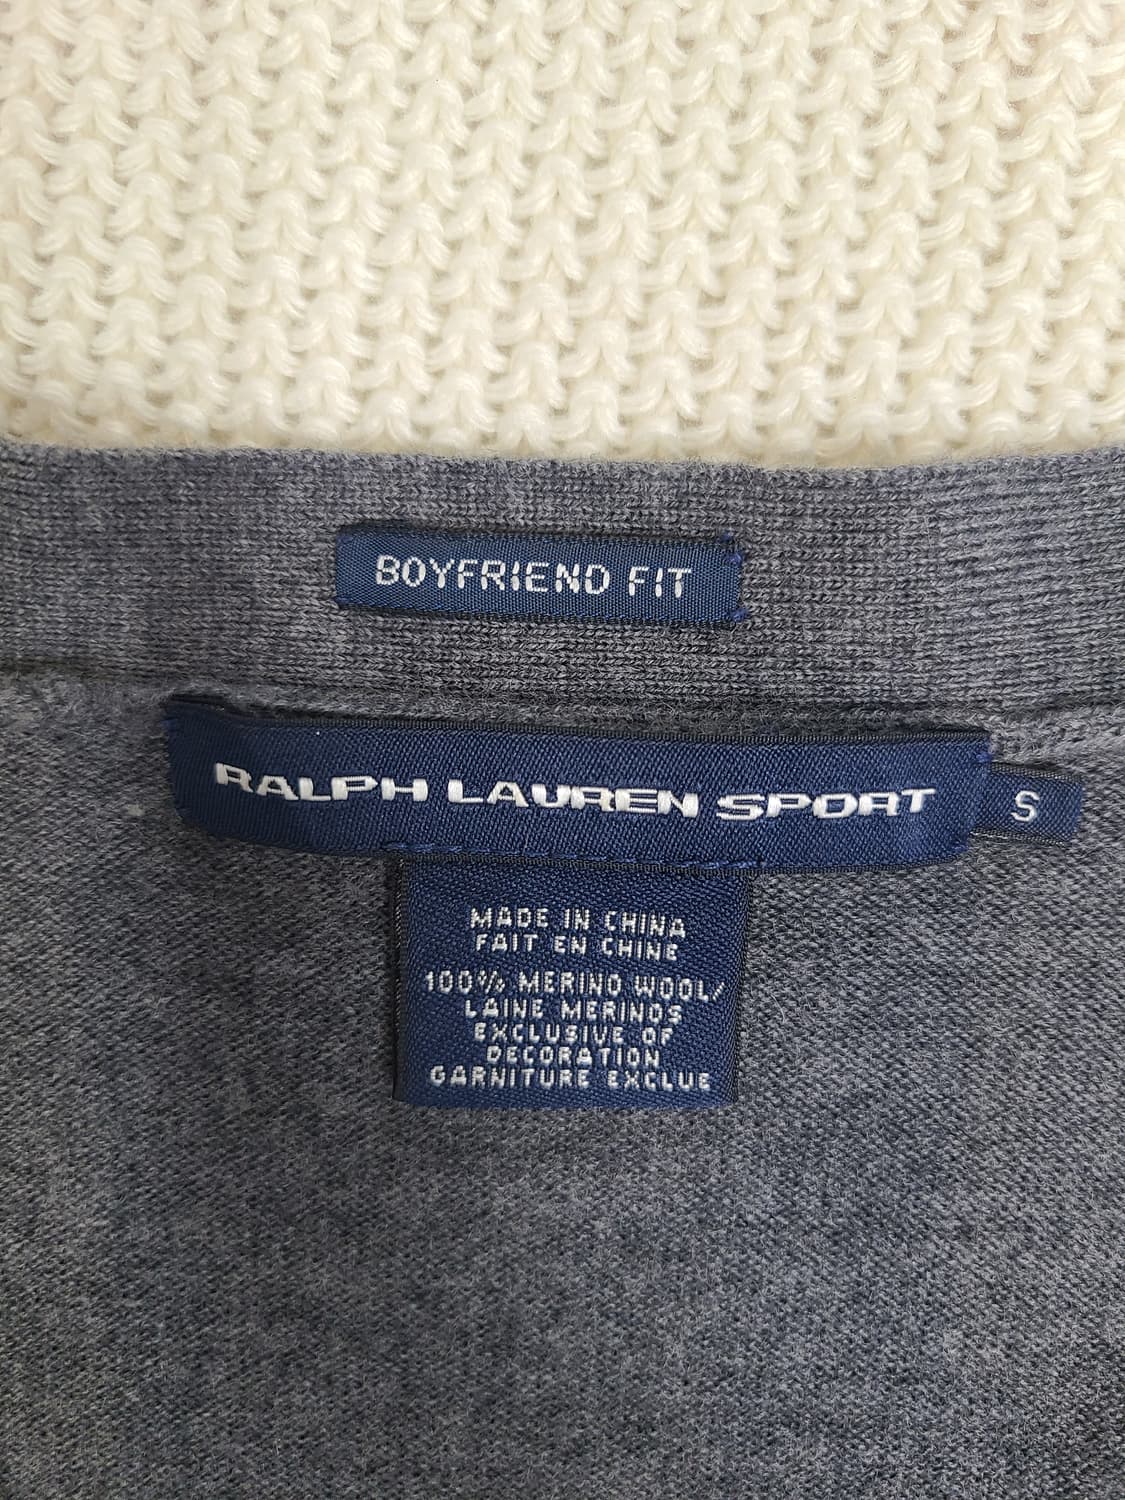 BOYFRIEND FIT
RALPH LAUREN SPORT
S
MADE IN CHINA
FAIT EN CHINE
100% MERINO WOOL/
LAINE MERINOS
EXCLUSIVE OF
DECORATION
GARNITURE EXCLUE